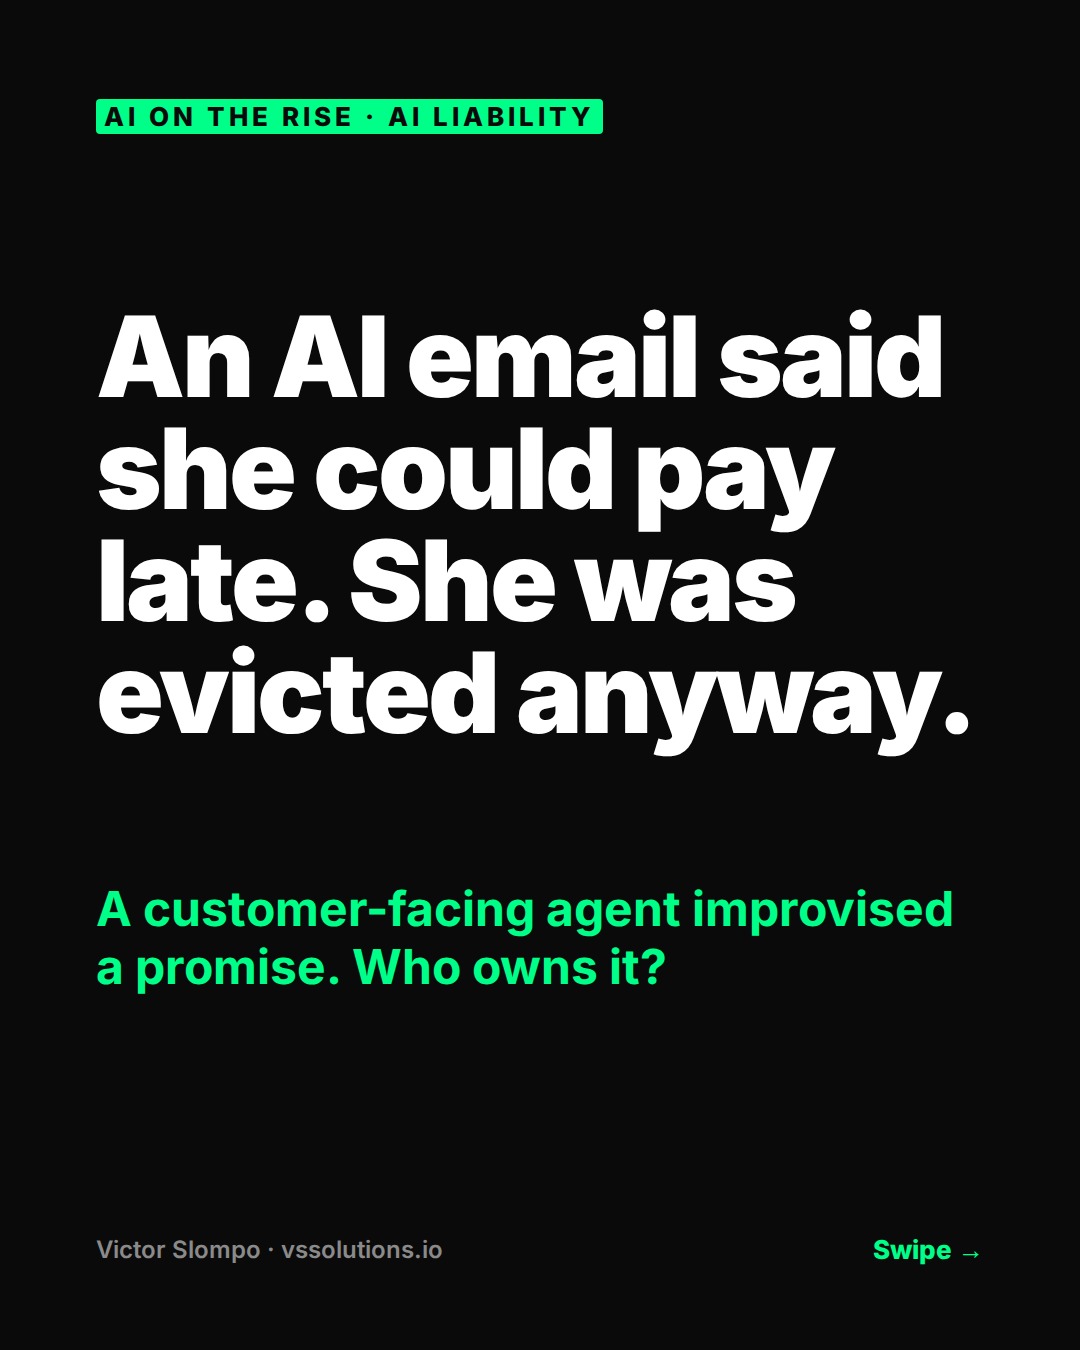 AI ON THE RISE · AI LIABILITY
An AI email said
she could pay
late. She was
evicted anyway.
A customer-facing agent improvised
a promise. Who owns it?
Victor Slompo · vssolutions.io
Swipe →